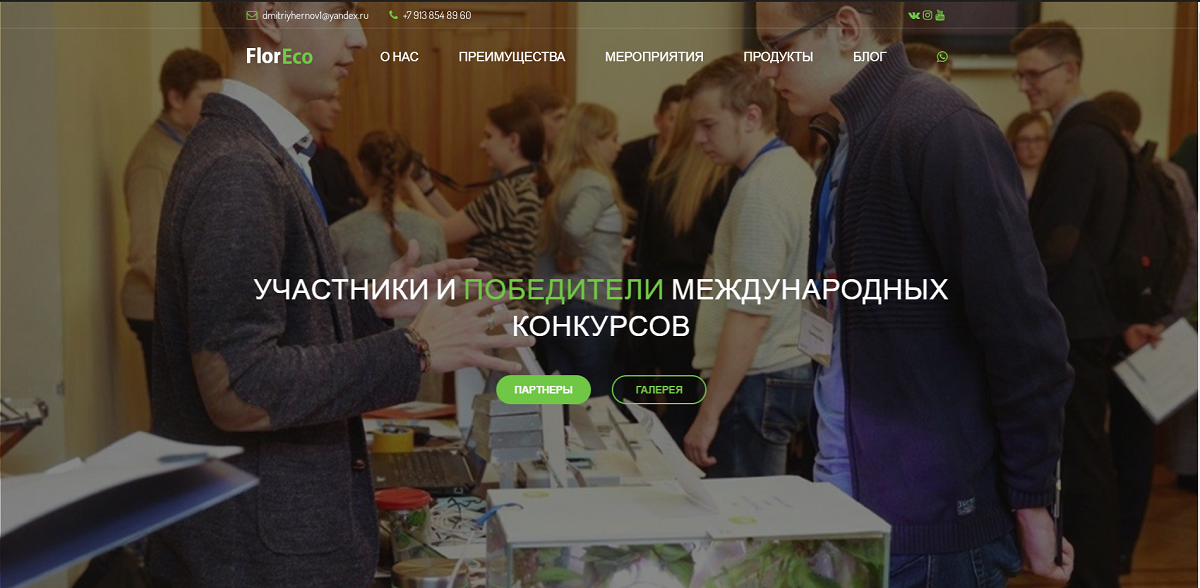 dmitriyhernov1@yandex.ru +7 913 854 89 60
FlorEco О НАС ПРЕИМУЩЕСТВА МЕРОПРИЯТИЯ ПРОДУКТЫ БЛОГ
УЧАСТНИКИ И ПОБЕДИТЕЛИ МЕЖДУНАРОДНЫХ
КОНКУРСОВ
ПАРТНЕРЫ ГАЛЕРЕЯ